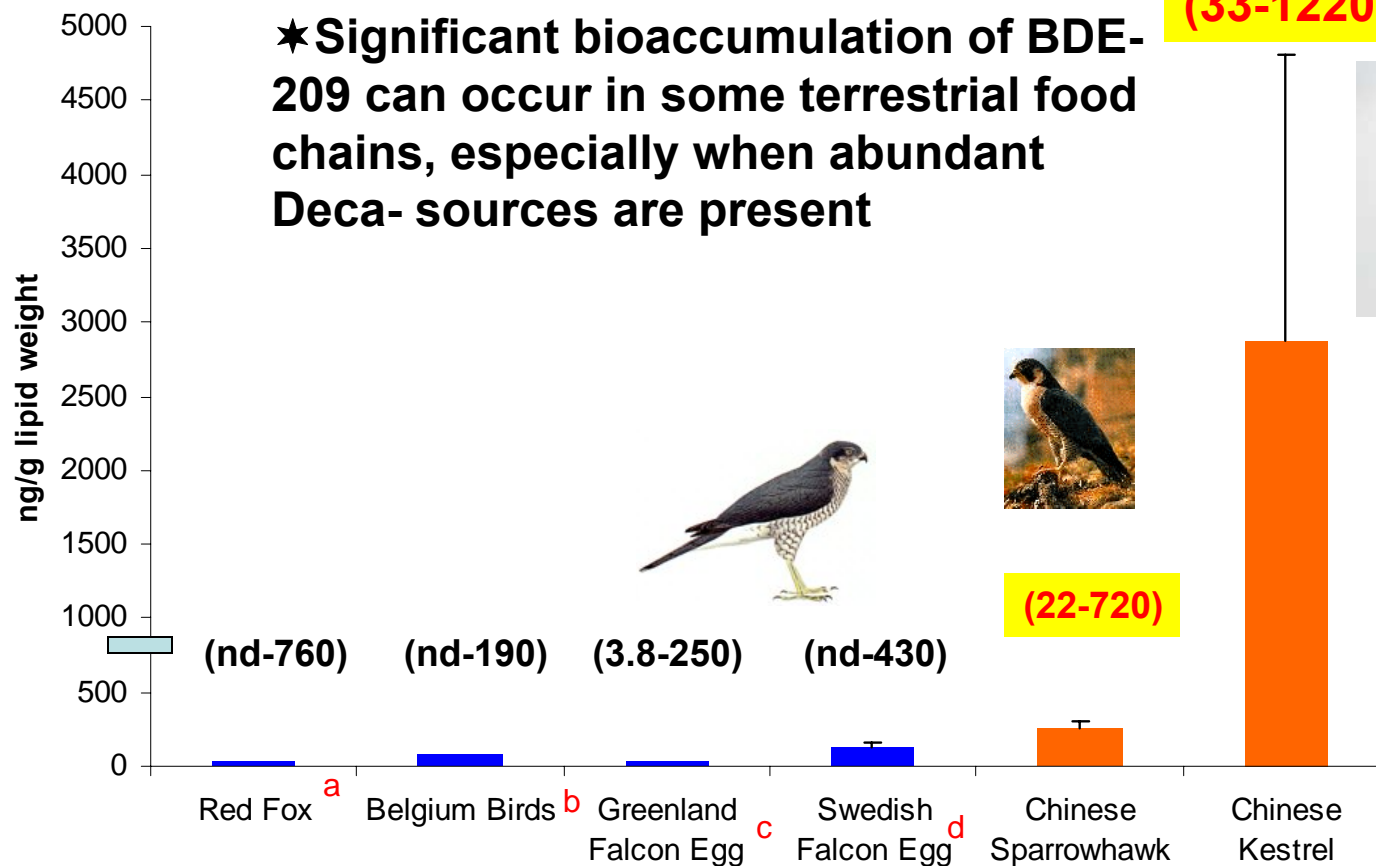 (33-1220
✶Significant bioaccumulation of BDE-
209 can occur in some terrestrial food
chains, especially when abundant
Deca- sources are present
5000
4500
4000
3500
3000
2500
2000
1500
1000
500
0
ng/g lipid weight
(nd-760)
(nd-190)
(3.8-250)
(nd-430)
(22-720)
Red Fox a
Belgium Birds b
Greenland
Falcon Egg c
Swedish
Falcon Egg d
Chinese
Sparrowhawk
Chinese
Kestrel